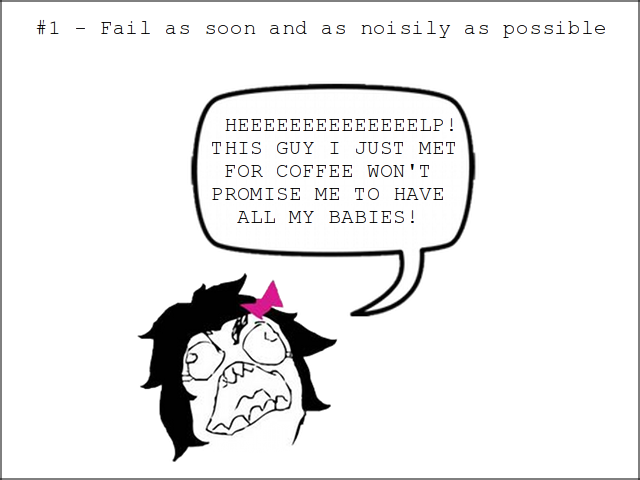 #1 - Fail as soon and as noisily as possible
HEEEEEEEEEEEEEEELP!
THIS GUY I JUST MET
FOR COFFEE WON'T
PROMISE ME TO HAVE
ALL MY BABIES!